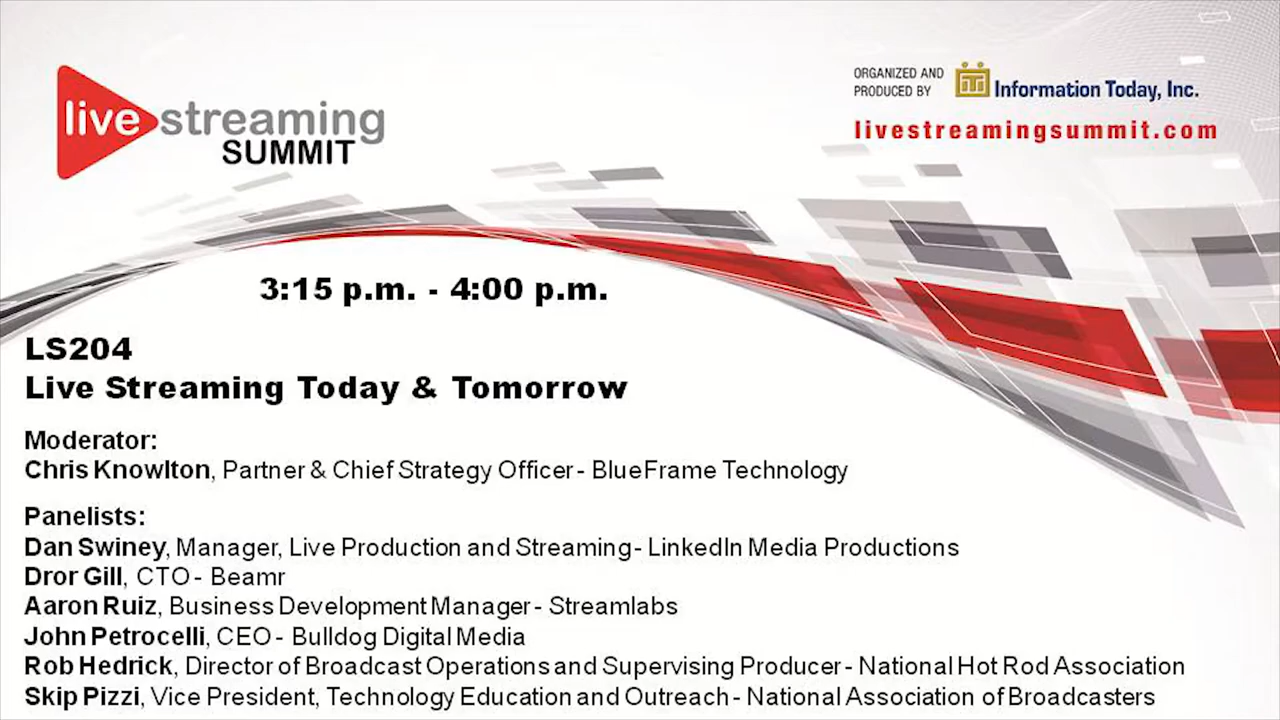 live streaming
SUMMIT
ORGANIZED AND
PRODUCED BY
Information Today, Inc.
livestreamingsummit.com
3:15 p.m. - 4:00 p.m.
LS204
Live Streaming Today & Tomorrow
Moderator:
Chris Knowlton, Partner & Chief Strategy Officer - BlueFrame Technology
Panelists:
Dan Swiney, Manager, Live Production and Streaming - LinkedIn Media Productions
Dror Gill, CTO - Beamr
Aaron Ruiz, Business Development Manager - Streamlabs
John Petrocelli, CEO - Bulldog Digital Media
Rob Hedrick, Director of Broadcast Operations and Supervising Producer - National Hot Rod Association
Skip Pizzi, Vice President, Technology Education and Outreach - National Association of Broadcasters